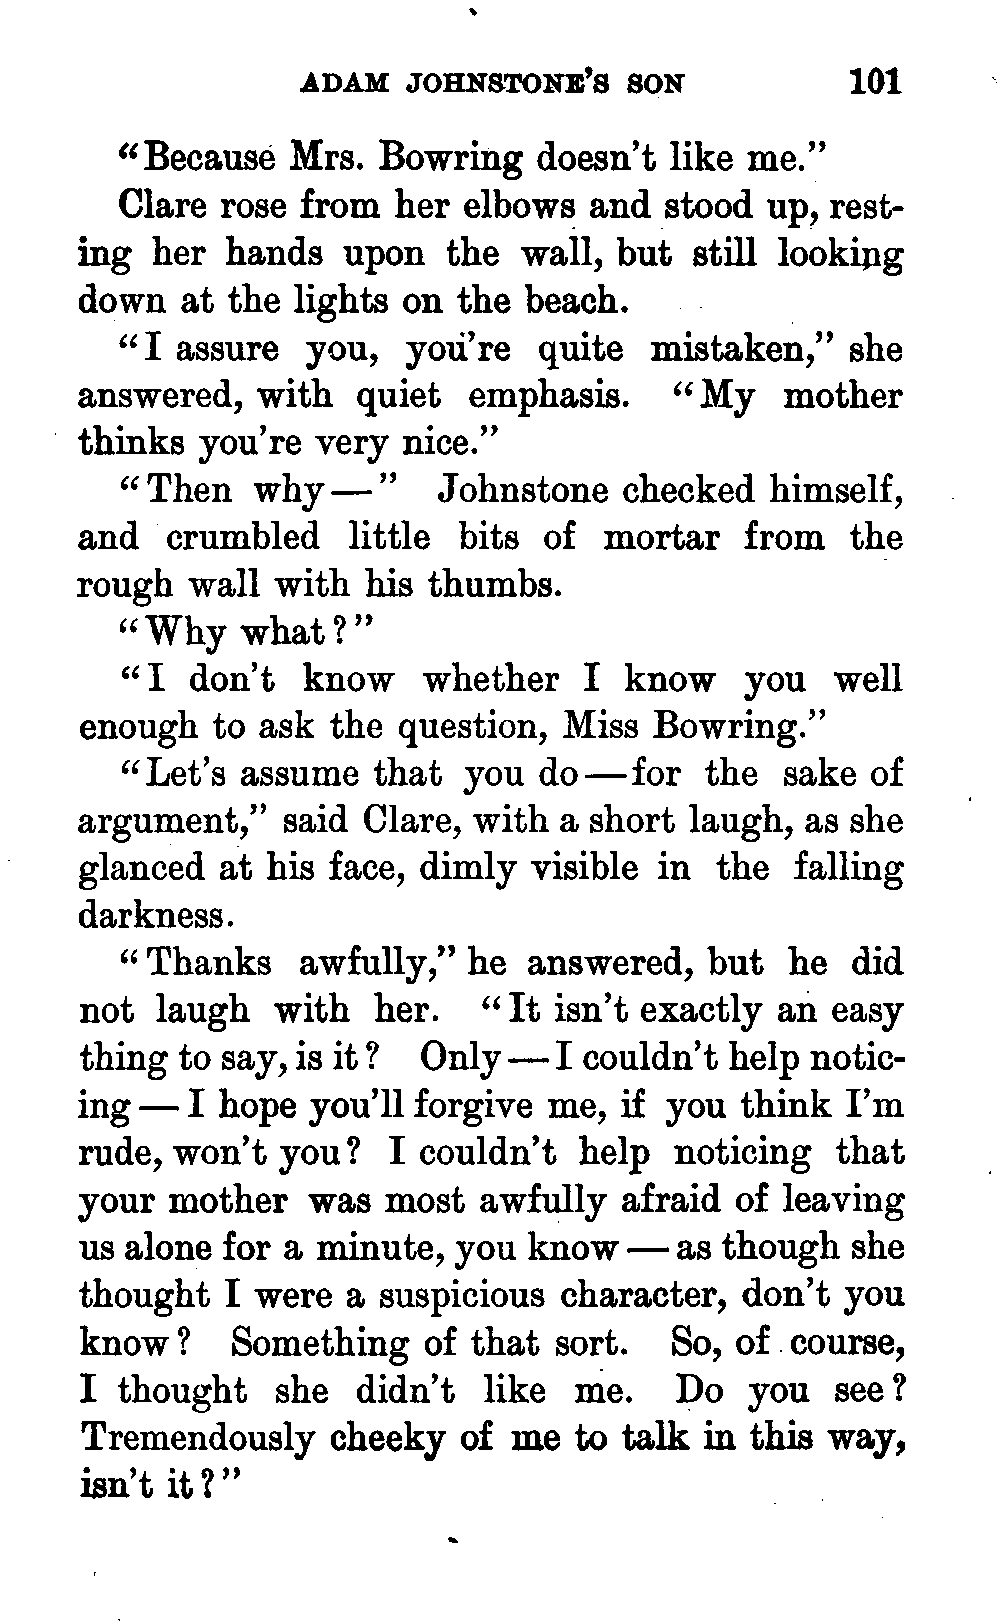 ADAM JOHNSTONE'S SON 101
"Because Mrs. Bowring doesn't like me."
Clare rose from her elbows and stood up, rest-
ing her hands upon the wall, but still looking
down at the lights on the beach.
"I assure you, you're quite mistaken," she
answered, with quiet emphasis. "My mother
thinks you're very nice."
"Then why—" Johnstone checked himself,
and crumbled little bits of mortar from the
rough wall with his thumbs.
"Why what?"
"I don't know whether I know you well
enough to ask the question, Miss Bowring."
"Let's assume that you do—for the sake of
argument," said Clare, with a short laugh, as she
glanced at his face, dimly visible in the falling
darkness.
"Thanks awfully," he answered, but he did
not laugh with her. "It isn't exactly an easy
thing to say, is it? Only—I couldn't help notic-
ing—I hope you'll forgive me, if you think I'm
rude, won't you? I couldn't help noticing that
your mother was most awfully afraid of leaving
us alone for a minute, you know—as though she
thought I were a suspicious character, don't you
know? Something of that sort. So, of course,
I thought she didn't like me. Do you see?
Tremendously cheeky of me to talk in this way,
isn't it?"